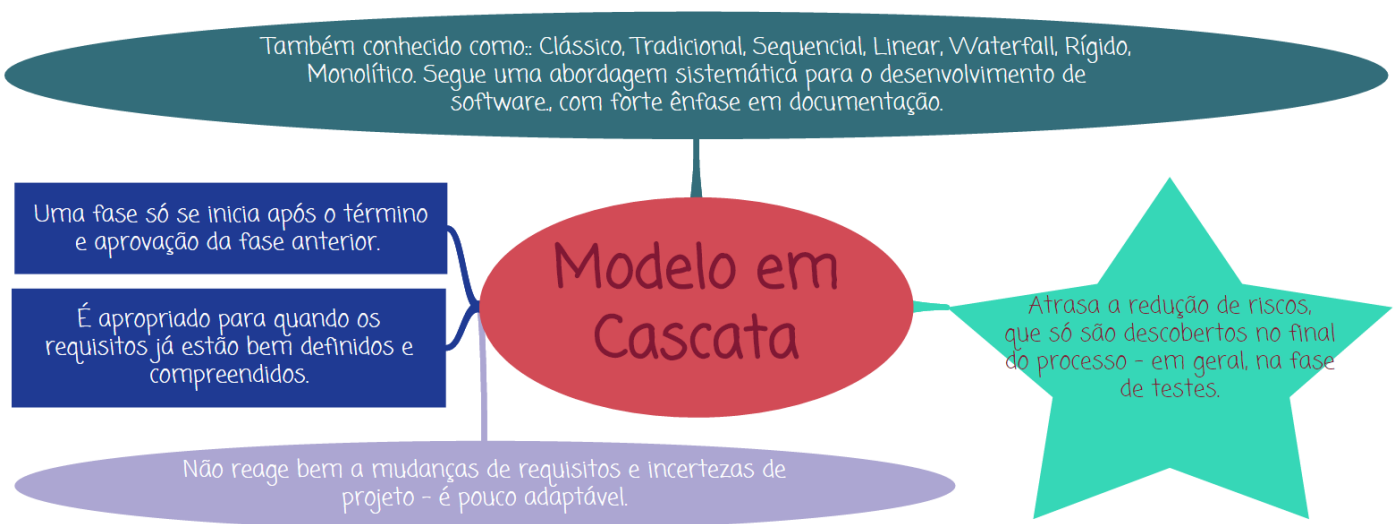 Também conhecido como:: Clássico, Tradicional, Sequencial, Linear, Waterfall, Rígido,
Monolítico. Segue uma abordagem sistemática para o desenvolvimento de
software., com forte ênfase em documentação.
Uma fase só se inicia após o término
e aprovação da fase anterior.
É apropriado para quando os
requisitos já estão bem definidos e
compreendidos.
Modelo em
Cascata
Atrasa a redução de riscos,
que só são descobertos no final
do processo - em geral, na fase
de testes.
Não reage bem a mudanças de requisitos e incertezas de
projeto - é pouco adaptável.